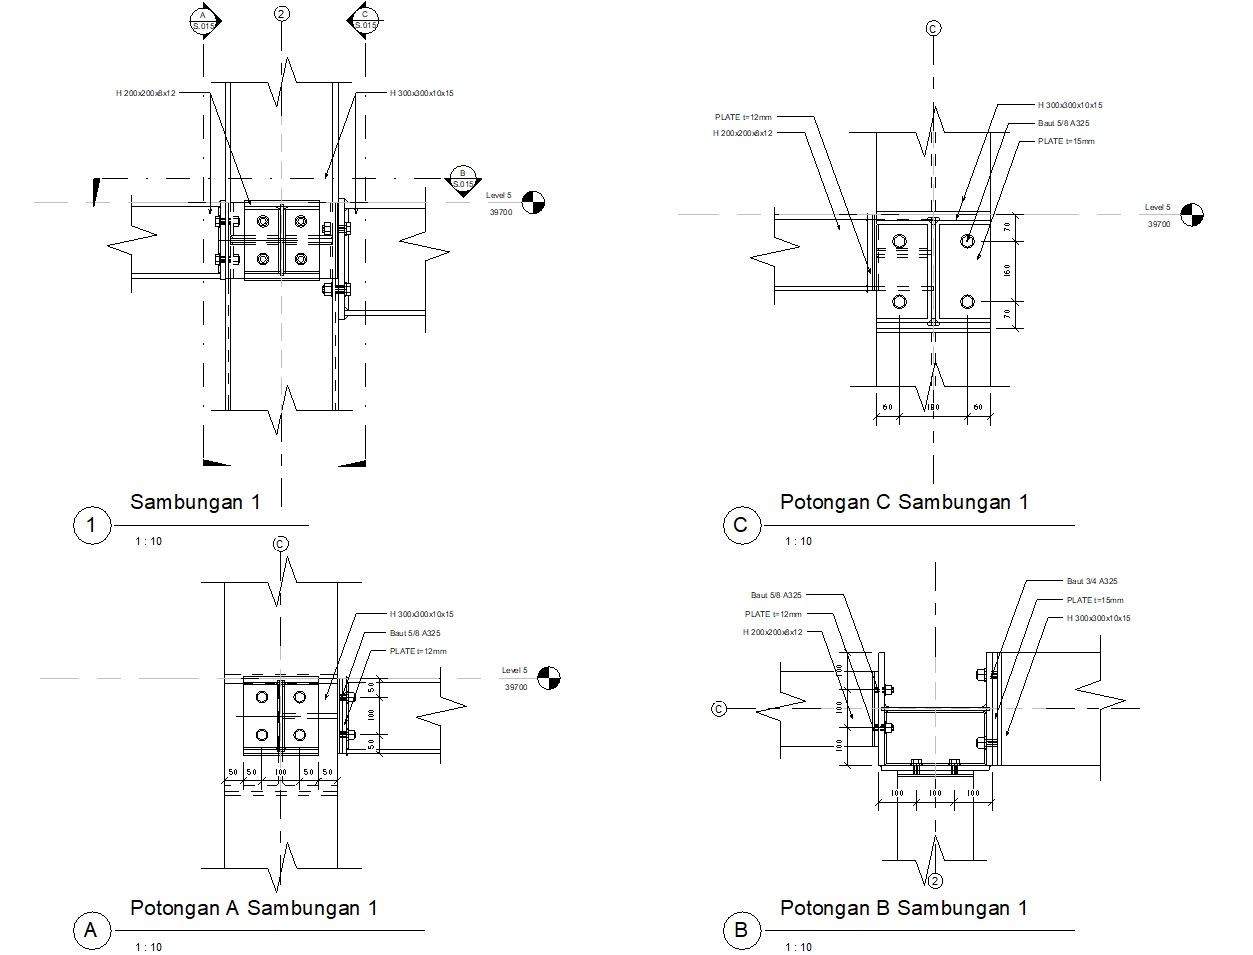 A
S.015
2
C
S.015
H 200x200x8x12
H 300x300x10x15
B
S.015
Level 5
39700
Sambungan 1
1
1 : 10
C
PLATE t=12mm
H 200x200x8x12
H 300x300x10x15
Baut 5/8 A325
PLATE t=15mm
Level 5
39700
70
160
70
60
180
60
Potongan C Sambungan 1
C
1 : 10
C
H 300x300x10x15
Baut 5/8 A325
PLATE t=12mm
Level 5
39700
50
100
50
50
50
100
50
50
Potongan A Sambungan 1
A
1 : 10
Baut 5/8 A325
PLATE t=12mm
H 200x200x8x12
Baut 3/4 A325
PLATE t=15mm
H 300x300x10x15
100
100
100
C
100
100
100
2
Potongan B Sambungan 1
B
1 : 10